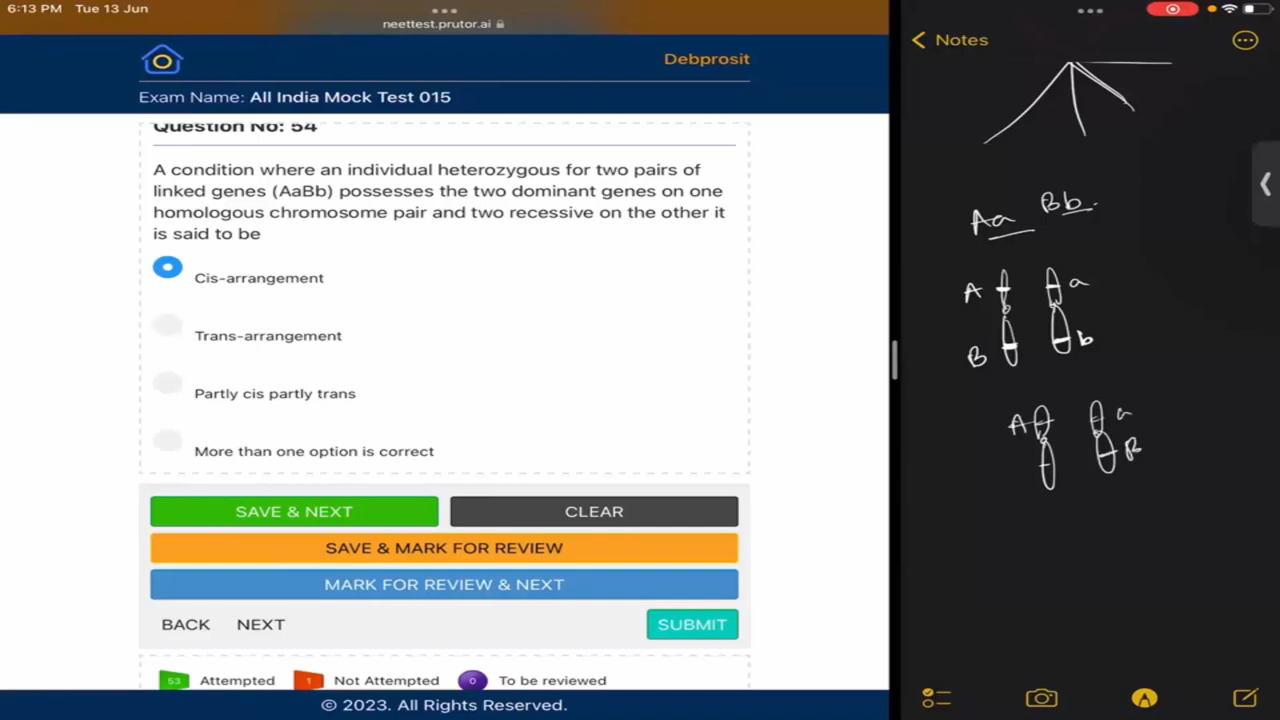 6:13 PM Tue 13 Jun
neettest.prutor.ai
Debprosit
Exam Name: All India Mock Test 015
Question No: 54
A condition where an individual heterozygous for two pairs of
linked genes (AaBb) possesses the two dominant genes on one
homologous chromosome pair and two recessive on the other it
is said to be
Cis-arrangement
Trans-arrangement
Partly cis partly trans
More than one option is correct
SAVE & NEXT
CLEAR
SAVE & MARK FOR REVIEW
MARK FOR REVIEW & NEXT
BACK
NEXT
SUBMIT
53 Attempted
1 Not Attempted
0 To be reviewed
© 2023. All Rights Reserved.
Notes
Aa Bb
A a
B b
A a
B